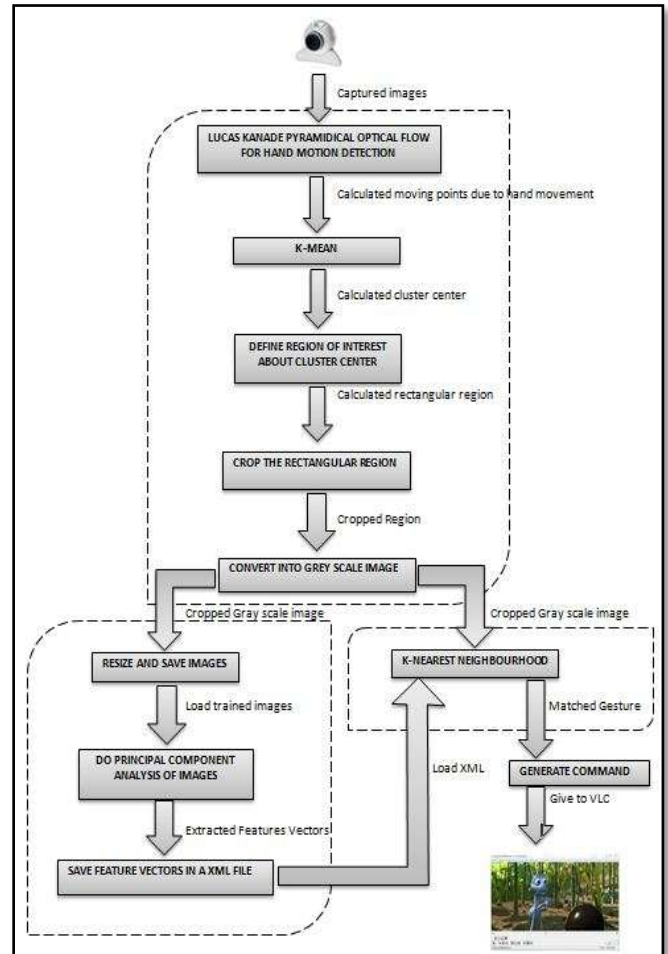 Captured images
LUCAS KANADE PYRAMIDICAL OPTICAL FLOW
FOR HAND MOTION DETECTION
Calculated moving points due to hand movement
K-MEAN
Calculated cluster center
DEFINE REGION OF INTEREST
ABOUT CLUSTER CENTER
Calculated rectangular region
CROP THE RECTANGULAR REGION
Cropped Region
CONVERT INTO GREY SCALE IMAGE
Cropped Gray scale image
Cropped Gray scale image
RESIZE AND SAVE IMAGES
K-NEAREST NEIGHBOURHOOD
Load trained images
Matched Gesture
DO PRINCIPAL COMPONENT
ANALYSIS OF IMAGES
Load XML
GENERATE COMMAND
Give to VLC
Extracted Features Vectors
SAVE FEATURE VECTORS IN A XML FILE